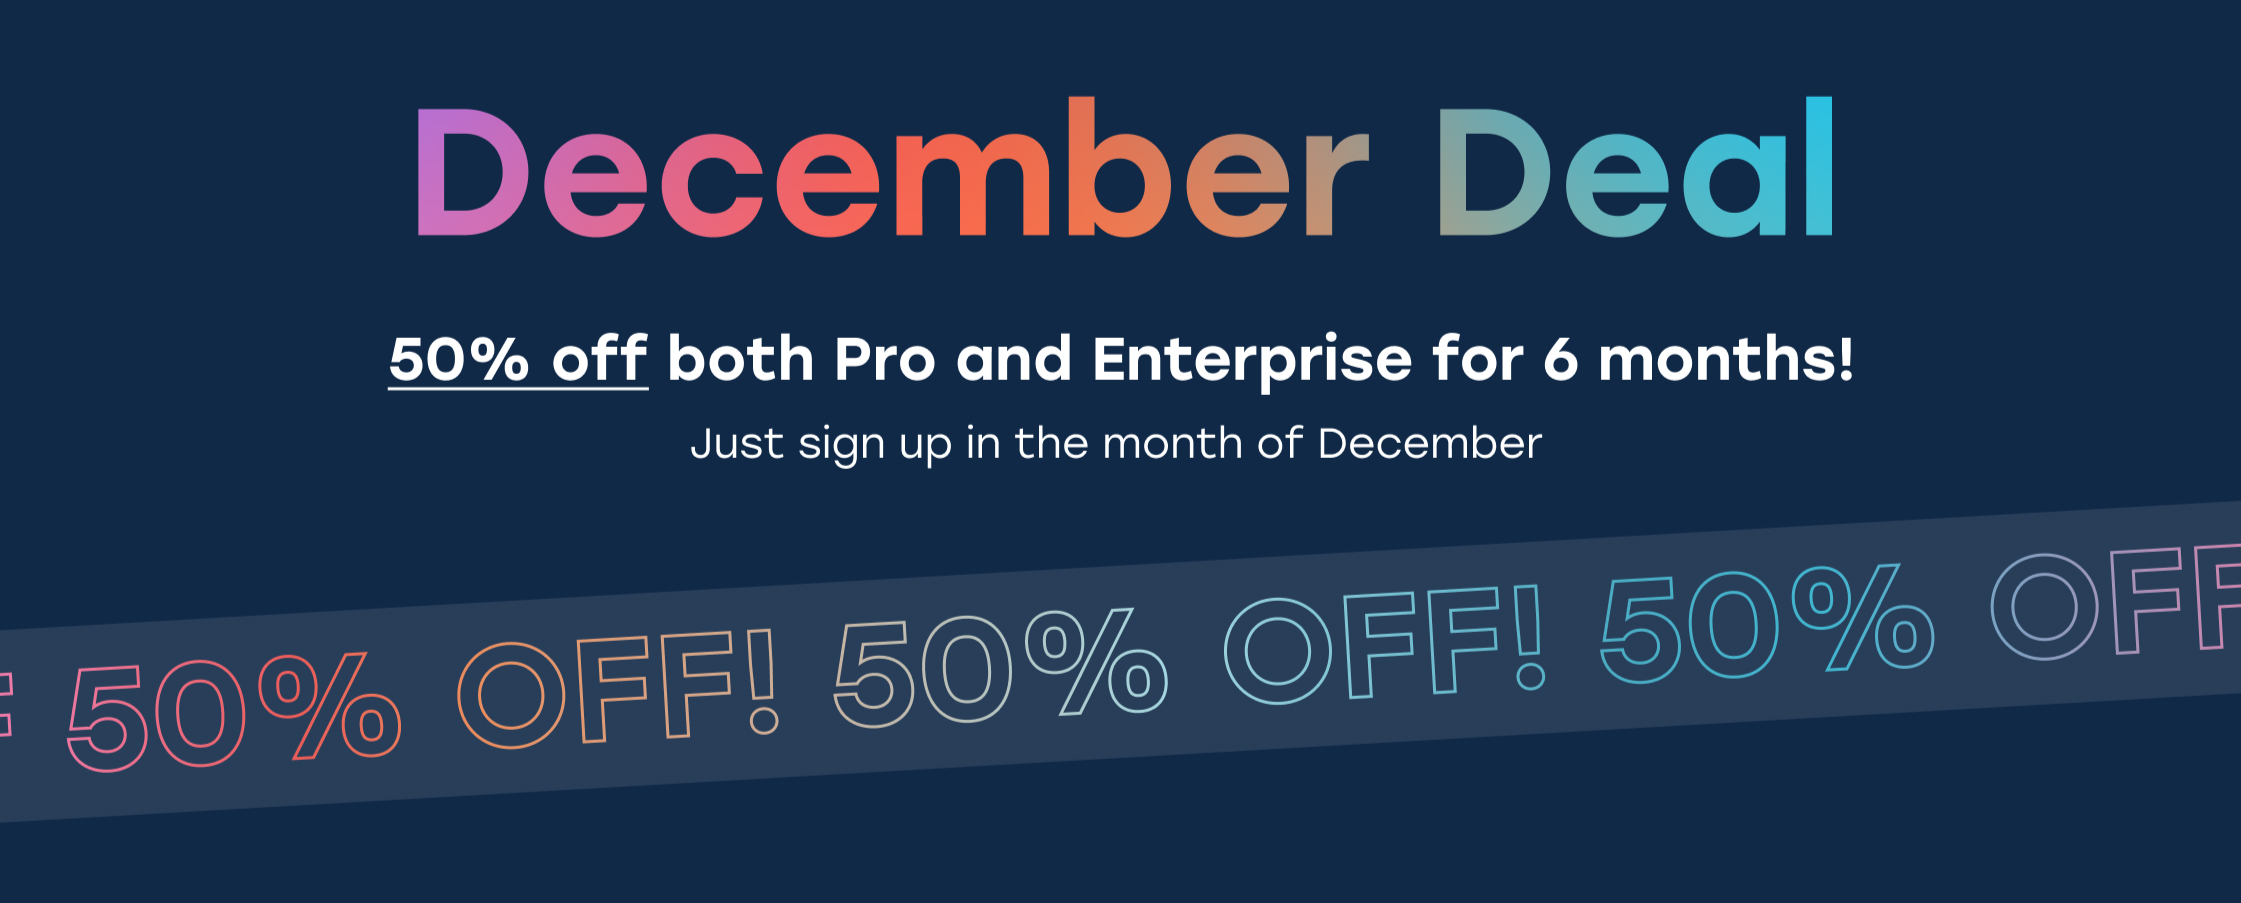 December Deal
50% off both Pro and Enterprise for 6 months!
Just sign up in the month of December
50% OFF! 50% OFF! 50% OFF